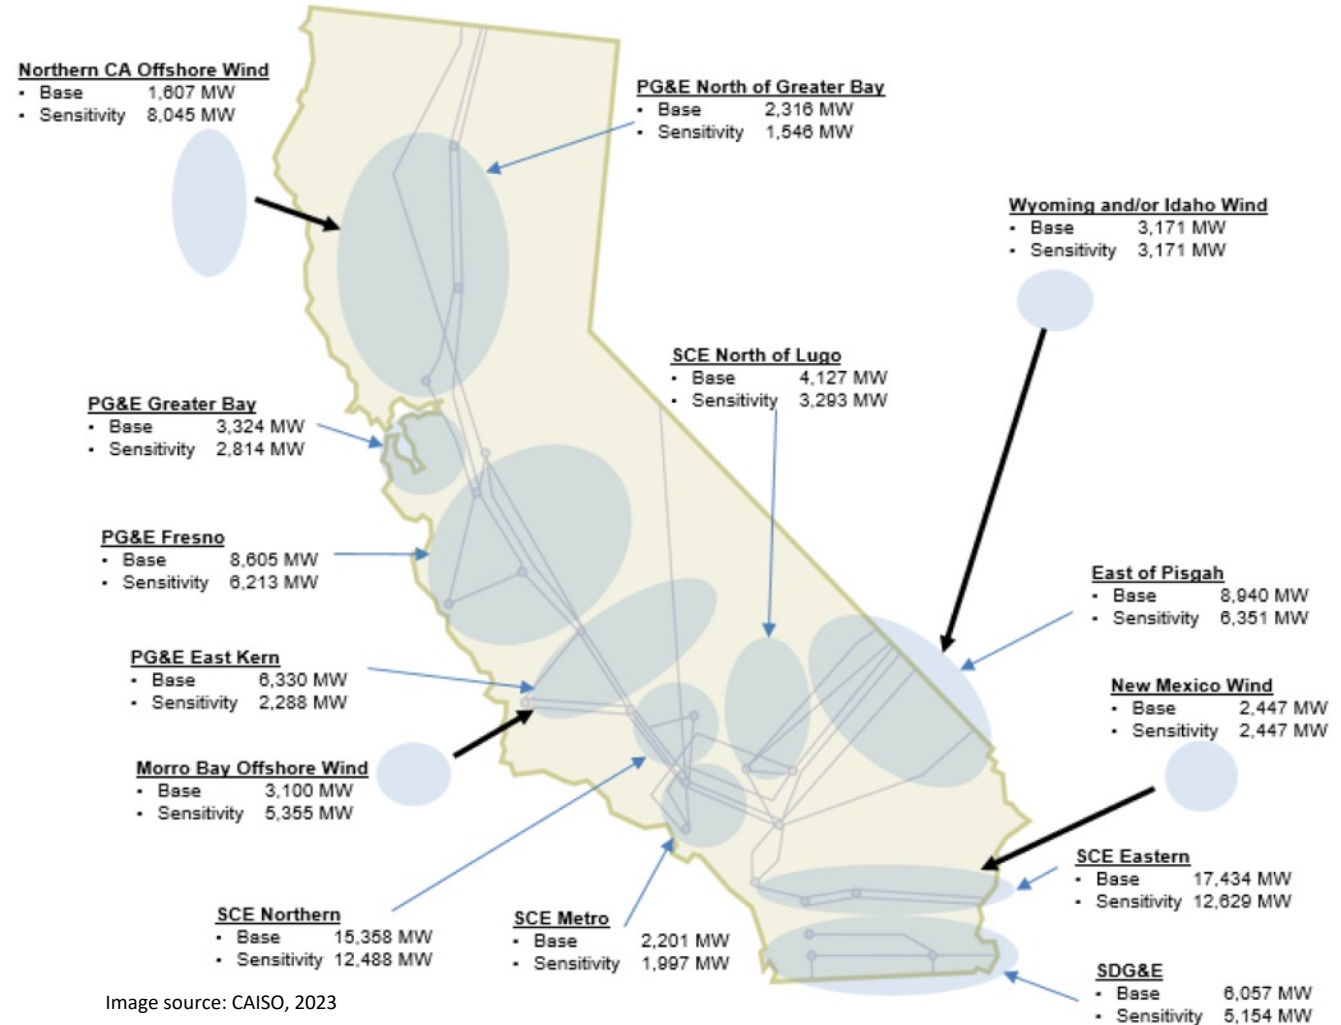 Northern CA Offshore Wind
▪ Base 1,607 MW
▪ Sensitivity 8,045 MW
PG&E North of Greater Bay
▪ Base 2,316 MW
▪ Sensitivity 1,546 MW
Wyoming and/or Idaho Wind
▪ Base 3,171 MW
▪ Sensitivity 3,171 MW
SCE North of Lugo
▪ Base 4,127 MW
▪ Sensitivity 3,293 MW
PG&E Greater Bay
▪ Base 3,324 MW
▪ Sensitivity 2,814 MW
PG&E Fresno
▪ Base 8,605 MW
▪ Sensitivity 6,213 MW
East of Pisgah
▪ Base 8,940 MW
▪ Sensitivity 6,351 MW
PG&E East Kern
▪ Base 6,330 MW
▪ Sensitivity 2,288 MW
New Mexico Wind
▪ Base 2,447 MW
▪ Sensitivity 2,447 MW
Morro Bay Offshore Wind
▪ Base 3,100 MW
▪ Sensitivity 5,355 MW
SCE Eastern
▪ Base 17,434 MW
▪ Sensitivity 12,629 MW
SCE Northern
▪ Base 15,358 MW
▪ Sensitivity 12,488 MW
SCE Metro
▪ Base 2,201 MW
▪ Sensitivity 1,997 MW
SDG&E
▪ Base 6,057 MW
▪ Sensitivity 5,154 MW
Image source: CAISO, 2023